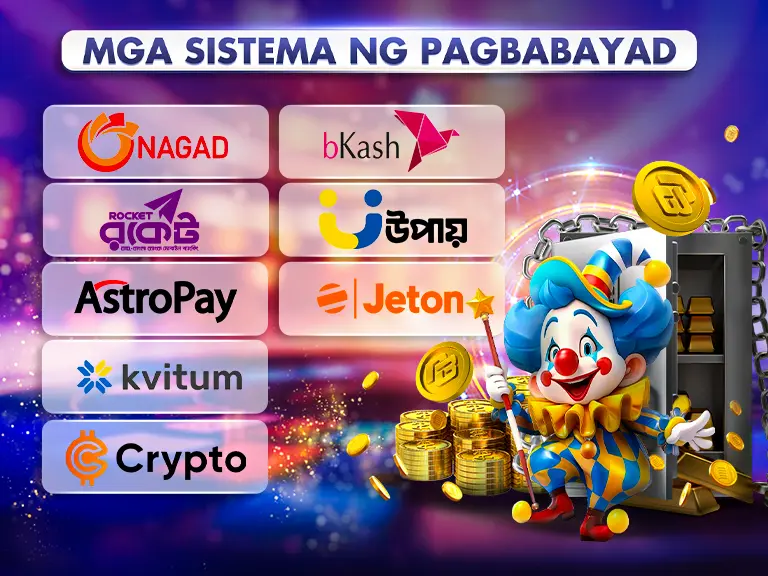 MGA SISTEMA NG PAGBABAYAD
NAGAD
bKash
ROCKET
রকেট
উপায়
AstroPay
Jeton
kvitum
Crypto